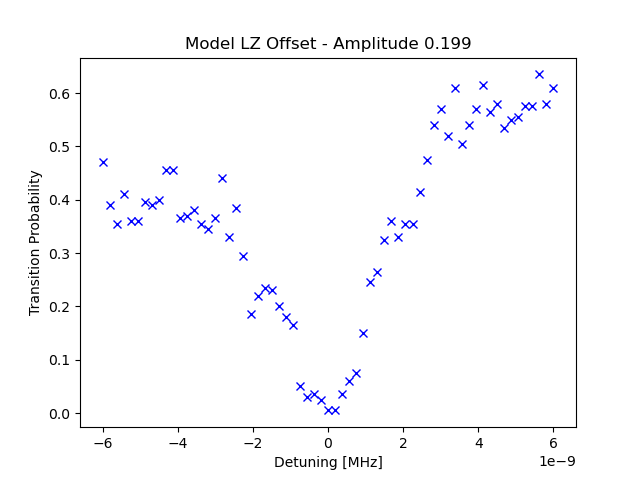 Model LZ Offset - Amplitude 0.199
Transition Probability
0.6
0.5
0.4
0.3
0.2
0.1
0.0
−6 −4 −2 0 2 4 6
1e−9
Detuning [MHz]